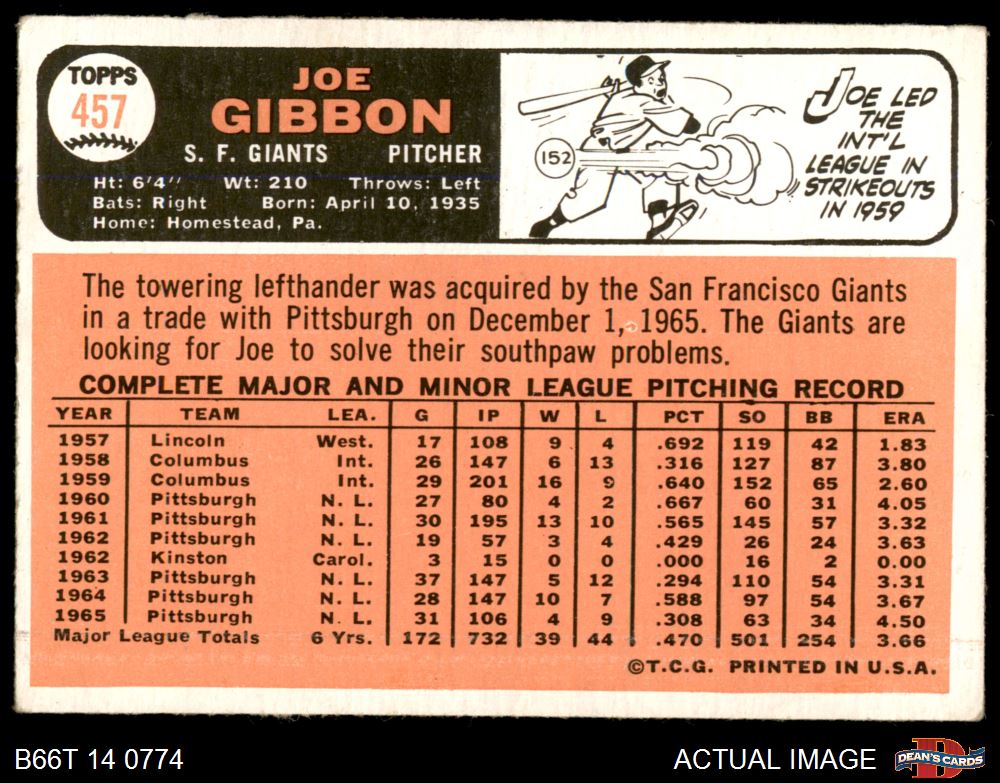 TOPPS
457
JOE
GIBBON
S. F. GIANTS PITCHER
Ht: 6'4" Wt: 210 Throws: Left
Bats: Right Born: April 10, 1935
Home: Homestead, Pa.
152
JOE LED
THE
INT'L
LEAGUE IN
STRIKEOUTS
IN 1959
The towering lefthander was acquired by the San Francisco Giants
in a trade with Pittsburgh on December 1, 1965. The Giants are
looking for Joe to solve their southpaw problems.
COMPLETE MAJOR AND MINOR LEAGUE PITCHING RECORD
YEAR TEAM LEA. G IP W L PCT SO BB ERA
1957 Lincoln West. 17 108 9 4 .692 119 42 1.83
1958 Columbus Int. 26 147 6 13 .316 127 87 3.80
1959 Columbus Int. 29 201 16 9 .640 152 65 2.60
1960 Pittsburgh N. L. 27 80 4 2 .667 60 31 4.05
1961 Pittsburgh N. L. 30 195 13 10 .565 145 57 3.32
1962 Pittsburgh N. L. 19 57 3 4 .429 26 24 3.63
1962 Kinston Carol. 3 15 0 0 .000 16 2 0.00
1963 Pittsburgh N. L. 37 147 5 12 .294 110 54 3.31
1964 Pittsburgh N. L. 28 147 10 7 .588 97 54 3.67
1965 Pittsburgh N. L. 31 106 4 9 .308 63 34 4.50
Major League Totals 6 Yrs. 172 732 39 44 .470 501 254 3.66
©T.C.G. PRINTED IN U.S.A.
B66T 14 0774 ACTUAL IMAGE
D
DEAN'S CARDS